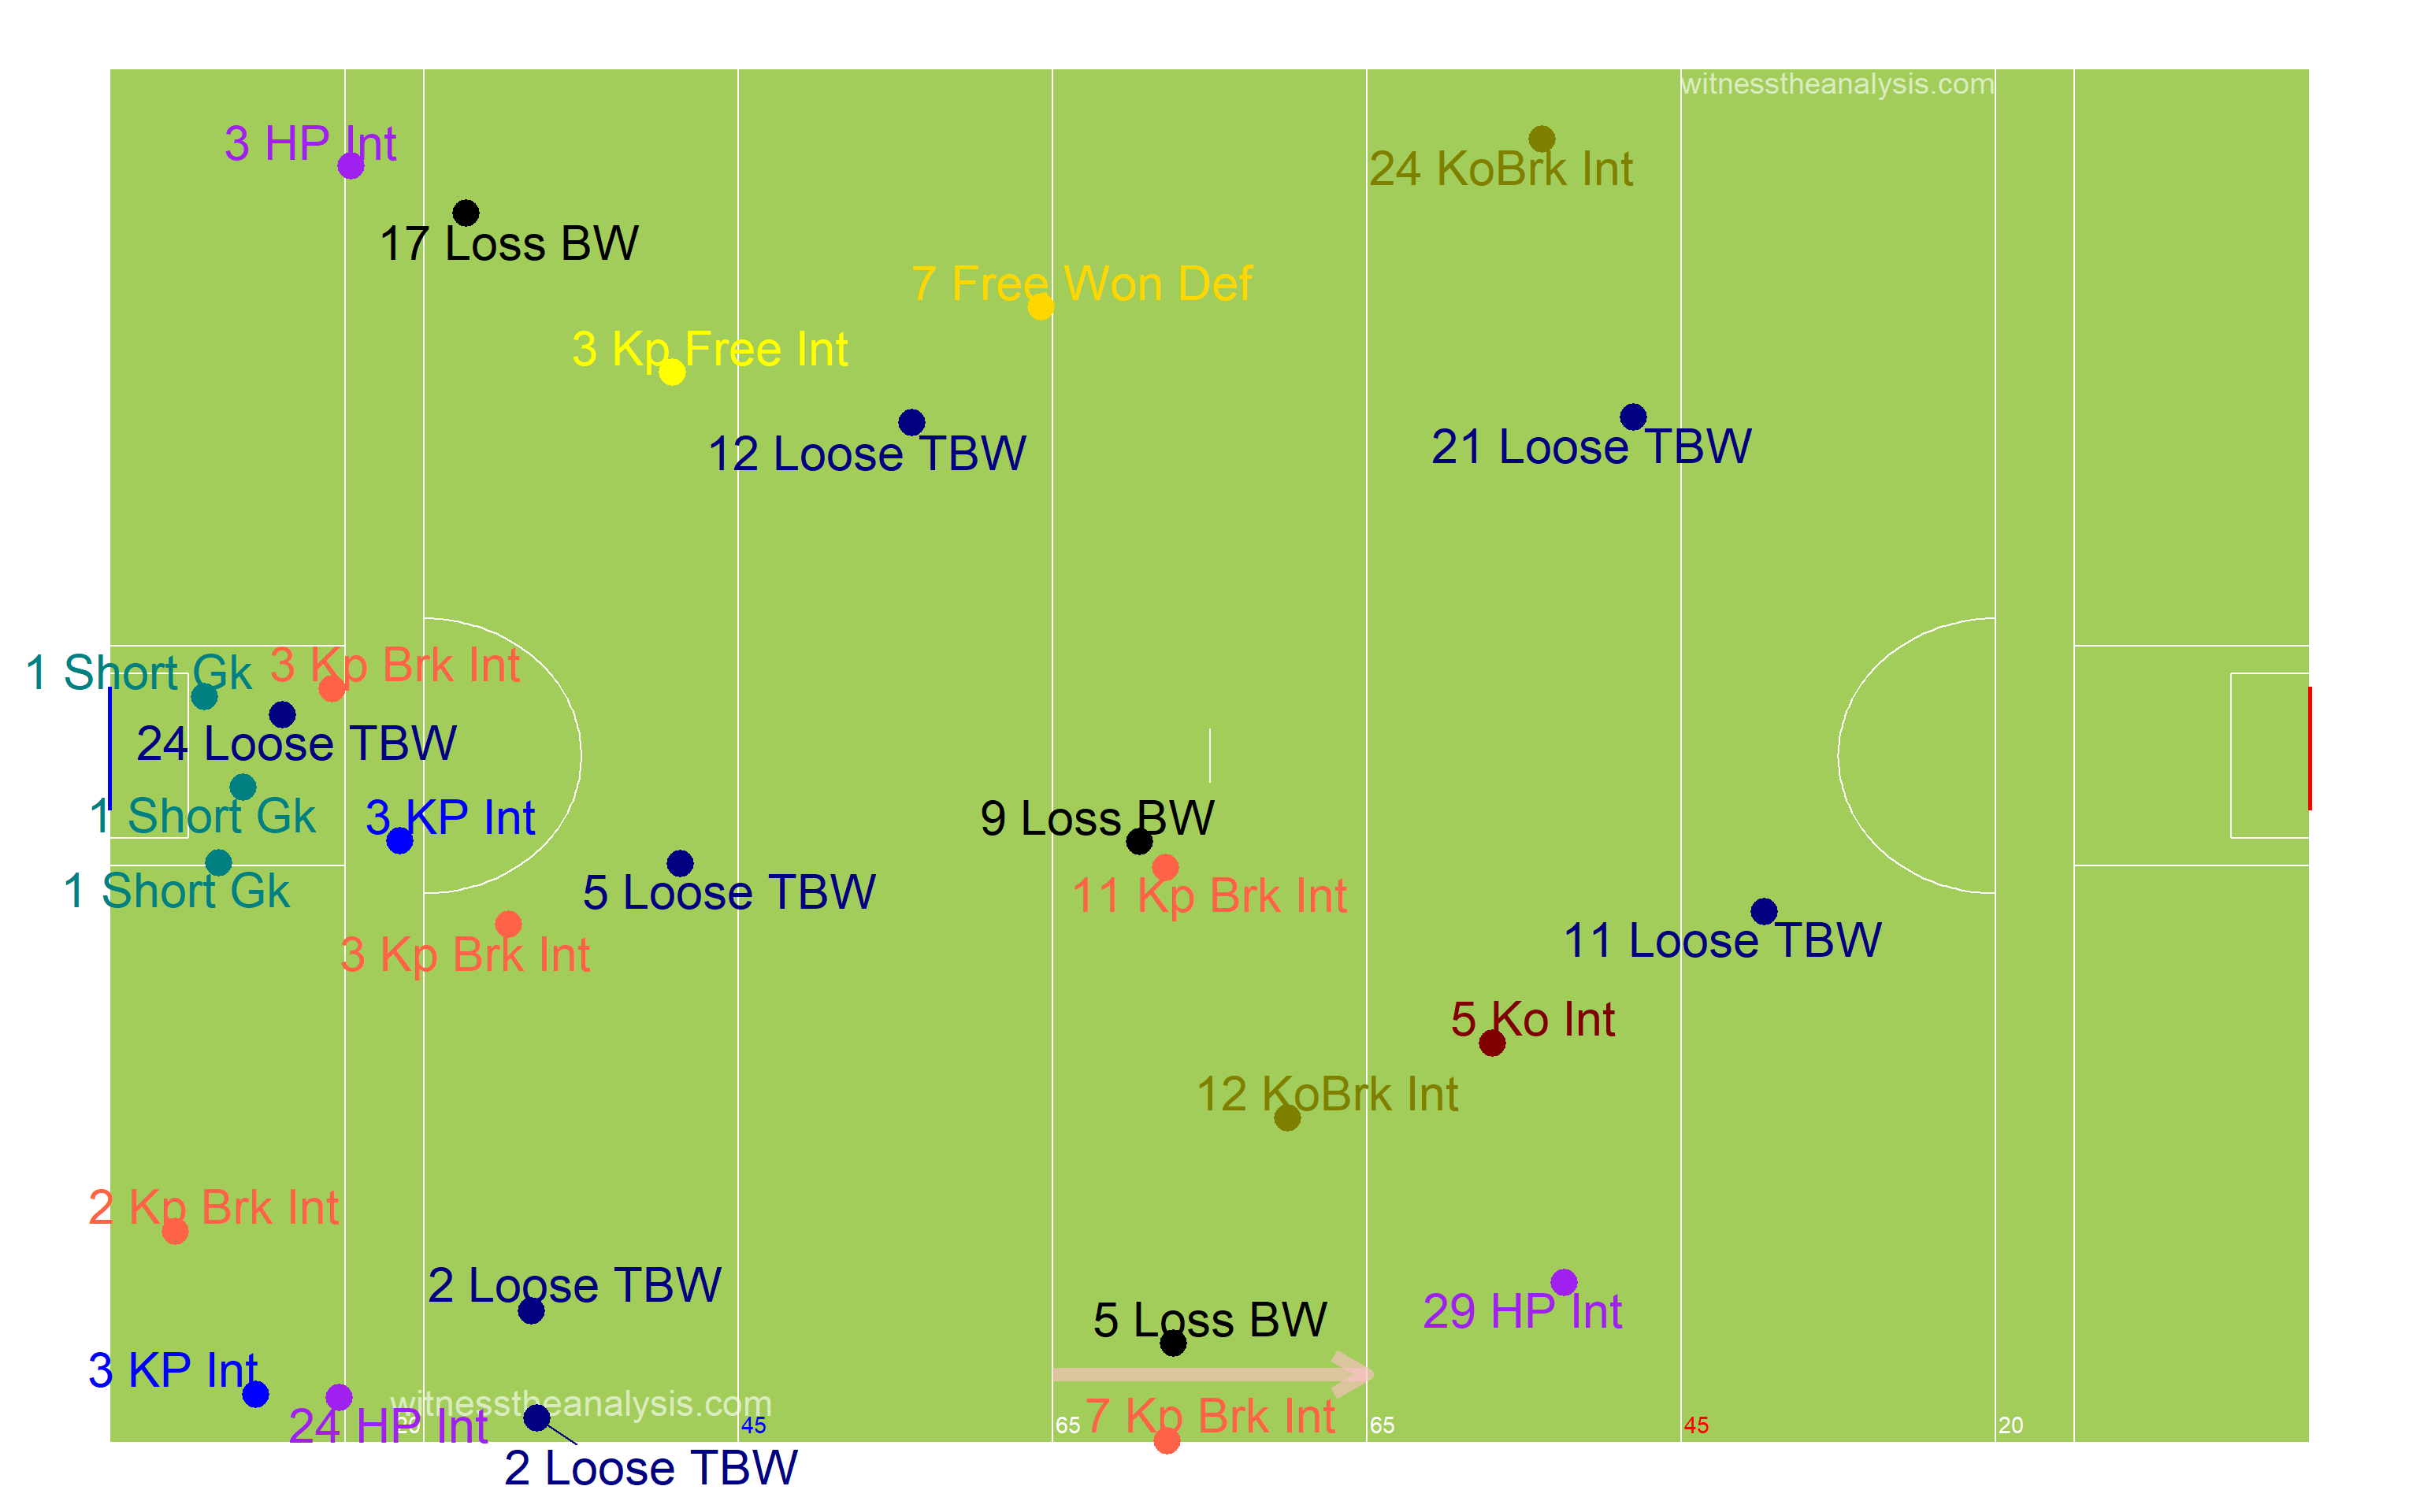 witnesstheanalysis.com
3 HP Int
24 KoBrk Int
17 Loss BW
7 Free Won Def
3 Kp Free Int
12 Loose TBW
21 Loose TBW
1 Short Gk
3 Kp Brk Int
24 Loose TBW
1 Short Gk
3 KP Int
9 Loss BW
1 Short Gk
5 Loose TBW
11 Kp Brk Int
3 Kp Brk Int
11 Loose TBW
5 Ko Int
12 KoBrk Int
2 Kp Brk Int
2 Loose TBW
29 HP Int
5 Loss BW
3 KP Int
witnesstheanalysis.com
24 HP Int
20
45
65
7 Kp Brk Int
65
45
20
2 Loose TBW